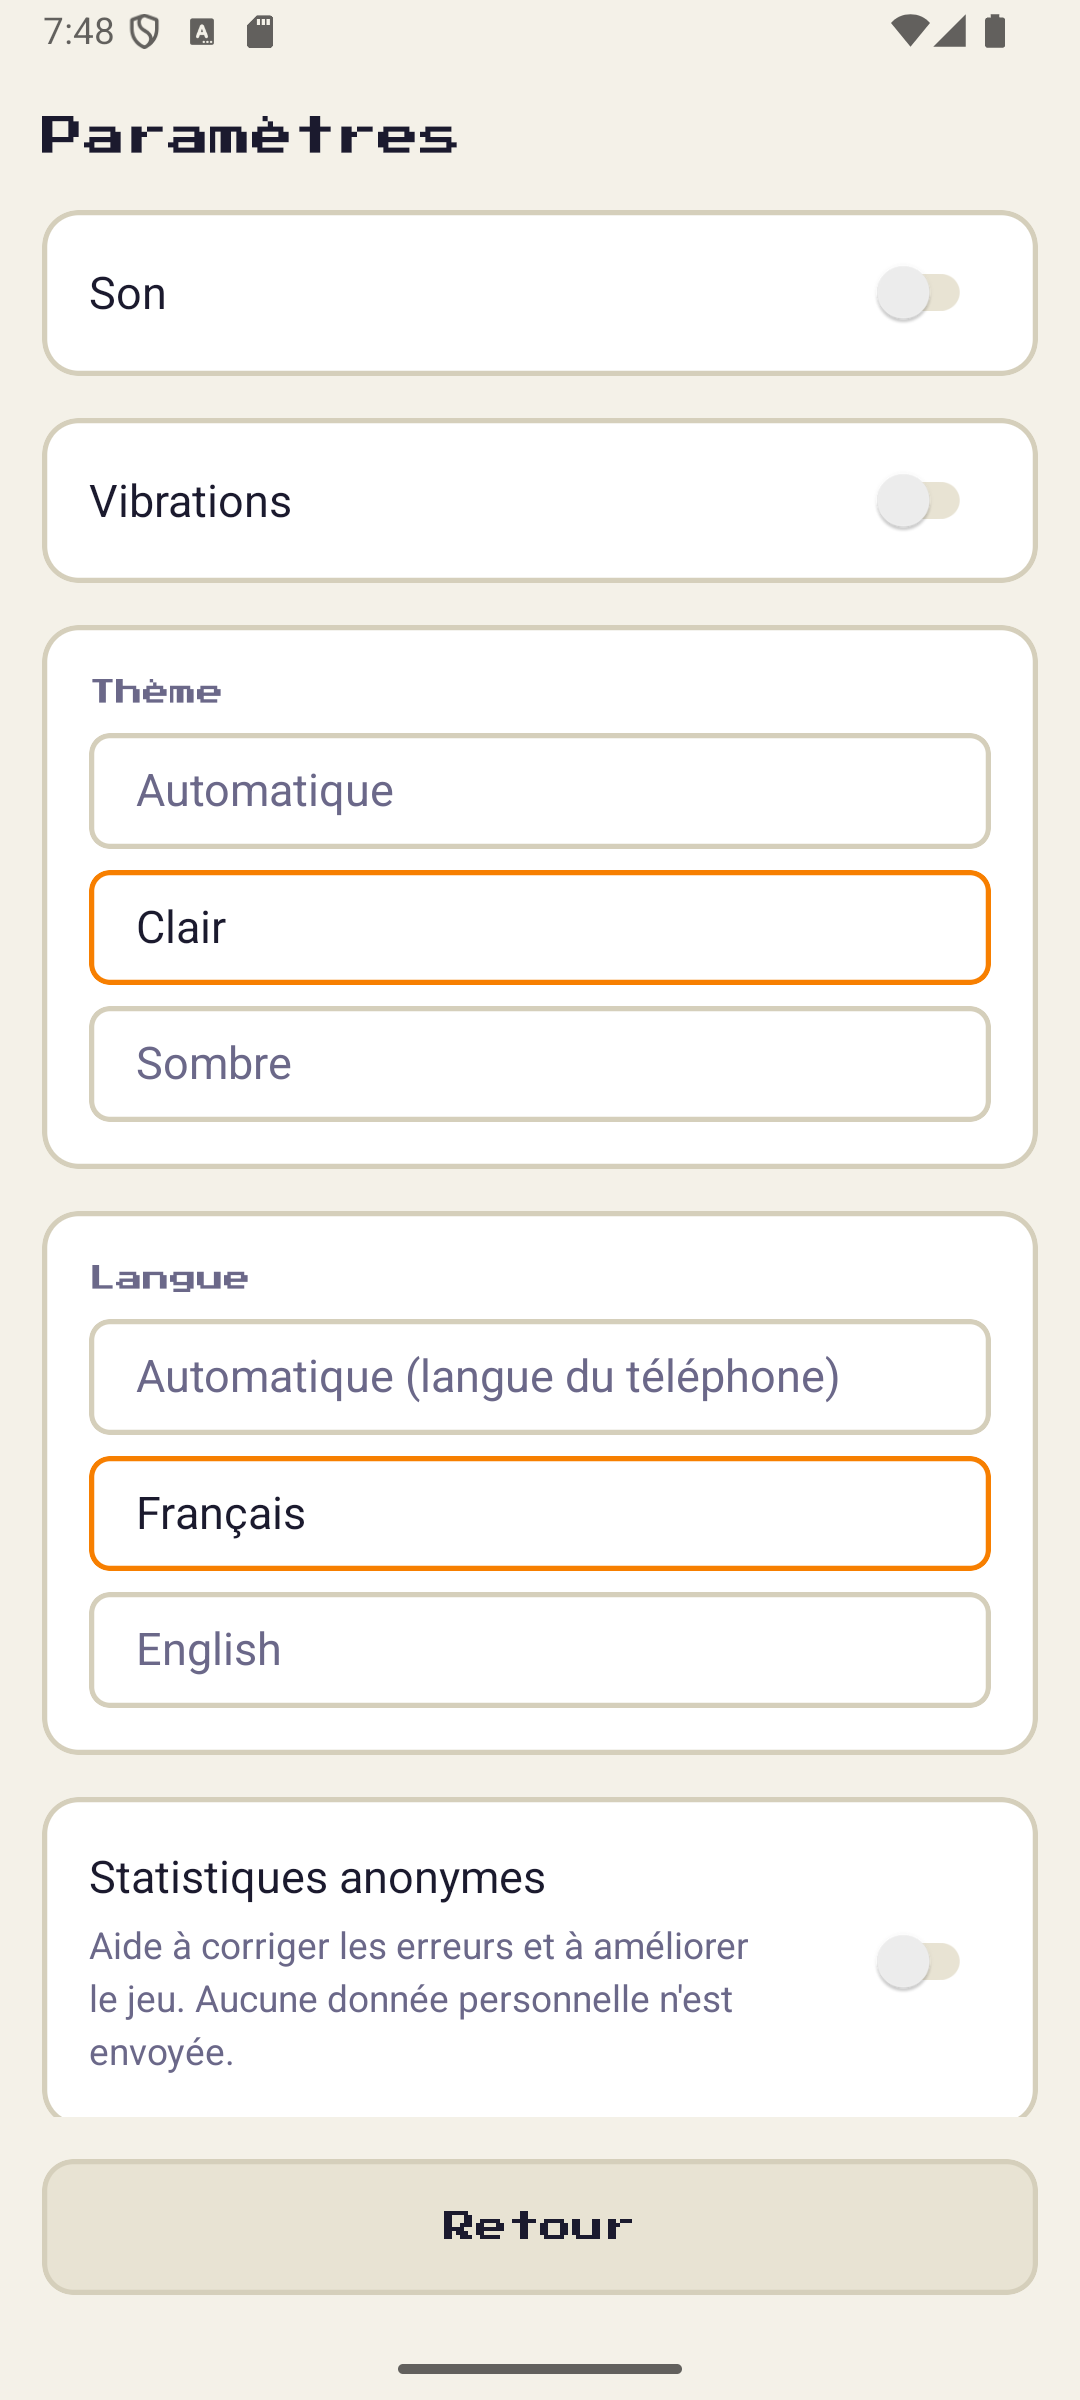 7:48
Paramètres
Son
Vibrations
Thème
Automatique
Clair
Sombre
Langue
Automatique (langue du téléphone)
Français
English
Statistiques anonymes
Aide à corriger les erreurs et à améliorer
le jeu. Aucune donnée personnelle n'est
envoyée.
Retour